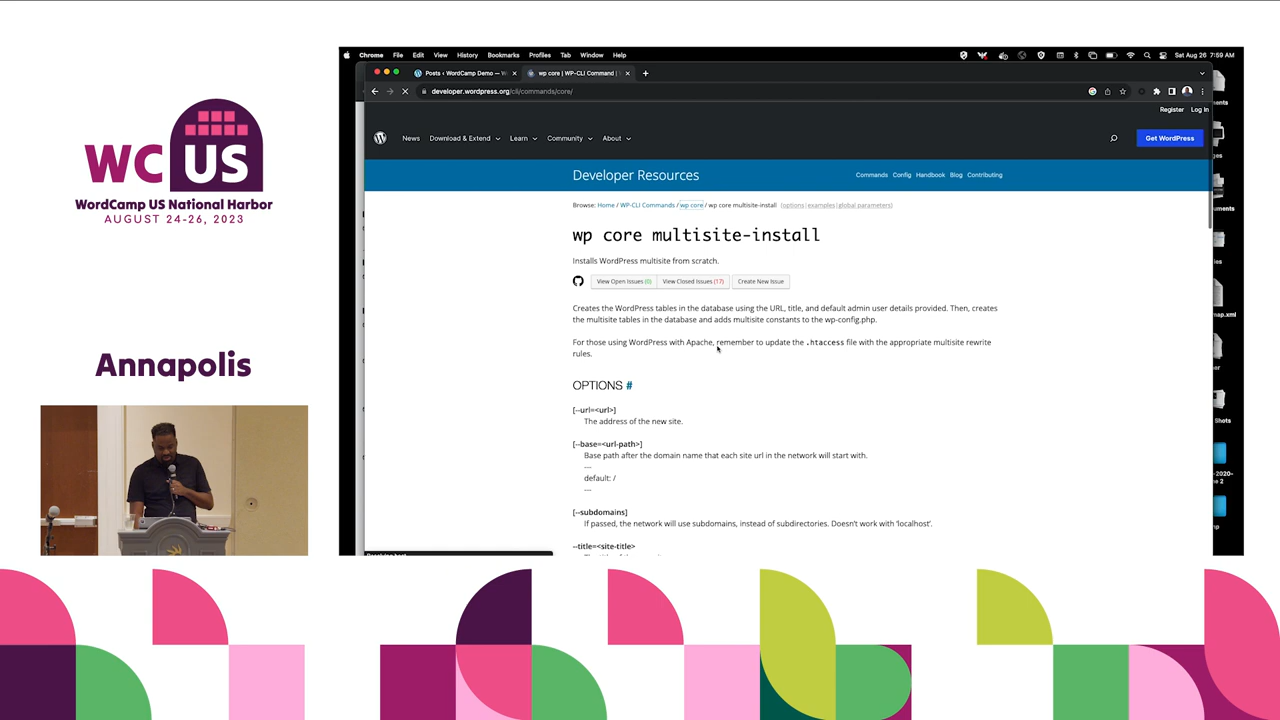 WC US
WordCamp US National Harbor
AUGUST 24-26, 2023
Annapolis
Chrome File Edit View History Bookmarks Profiles Tab Window Help
Sat Aug 26 7:59 AM
Posts ‹ WordCamp Demo — W
wp core | WP-CLI Command |
developer.wordpress.org/cli/commands/core/
Register Log In
News Download & Extend Learn Community About
Get WordPress
Developer Resources
Commands Config Handbook Blog Contributing
Browse: Home / WP-CLI Commands / wp core / wp core multisite-install (options|examples|global parameters)
wp core multisite-install
Installs WordPress multisite from scratch.
View Open Issues (0) View Closed Issues (17) Create New Issue
Creates the WordPress tables in the database using the URL, title, and default admin user details provided. Then, creates
the multisite tables in the database and adds multisite constants to the wp-config.php.
For those using WordPress with Apache, remember to update the .htaccess file with the appropriate multisite rewrite
rules.
OPTIONS #
[--url=<url>]
The address of the new site.
[--base=<url-path>]
Base path after the domain name that each site url in the network will start with.
---
default: /
---
[--subdomains]
If passed, the network will use subdomains, instead of subdirectories. Doesn't work with 'localhost'.
--title=<site-title>